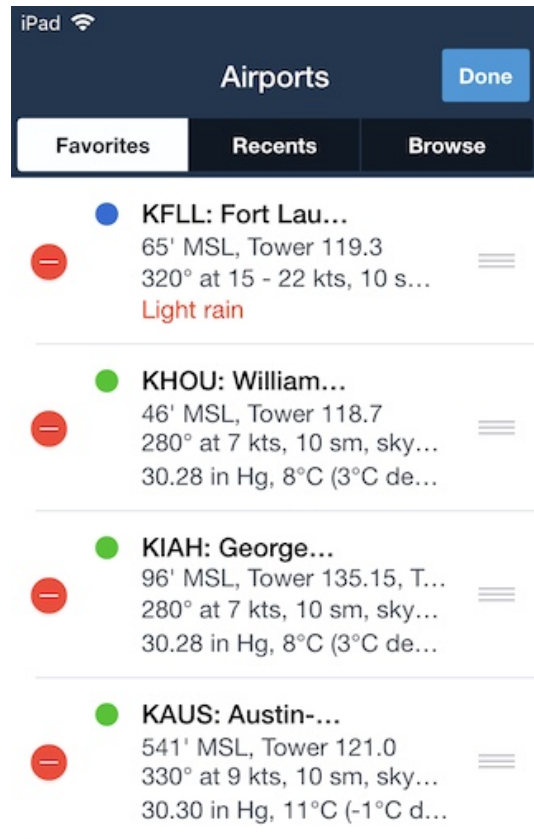 iPad
Airports
Done
Favorites Recents Browse
KFLL: Fort Lau...
65' MSL, Tower 119.3
320° at 15 - 22 kts, 10 s...
Light rain
KHOU: William...
46' MSL, Tower 118.7
280° at 7 kts, 10 sm, sky...
30.28 in Hg, 8°C (3°C de...
KIAH: George...
96' MSL, Tower 135.15, T...
280° at 7 kts, 10 sm, sky...
30.28 in Hg, 8°C (3°C de...
KAUS: Austin-...
541' MSL, Tower 121.0
330° at 9 kts, 10 sm, sky...
30.30 in Hg, 11°C (-1°C d...